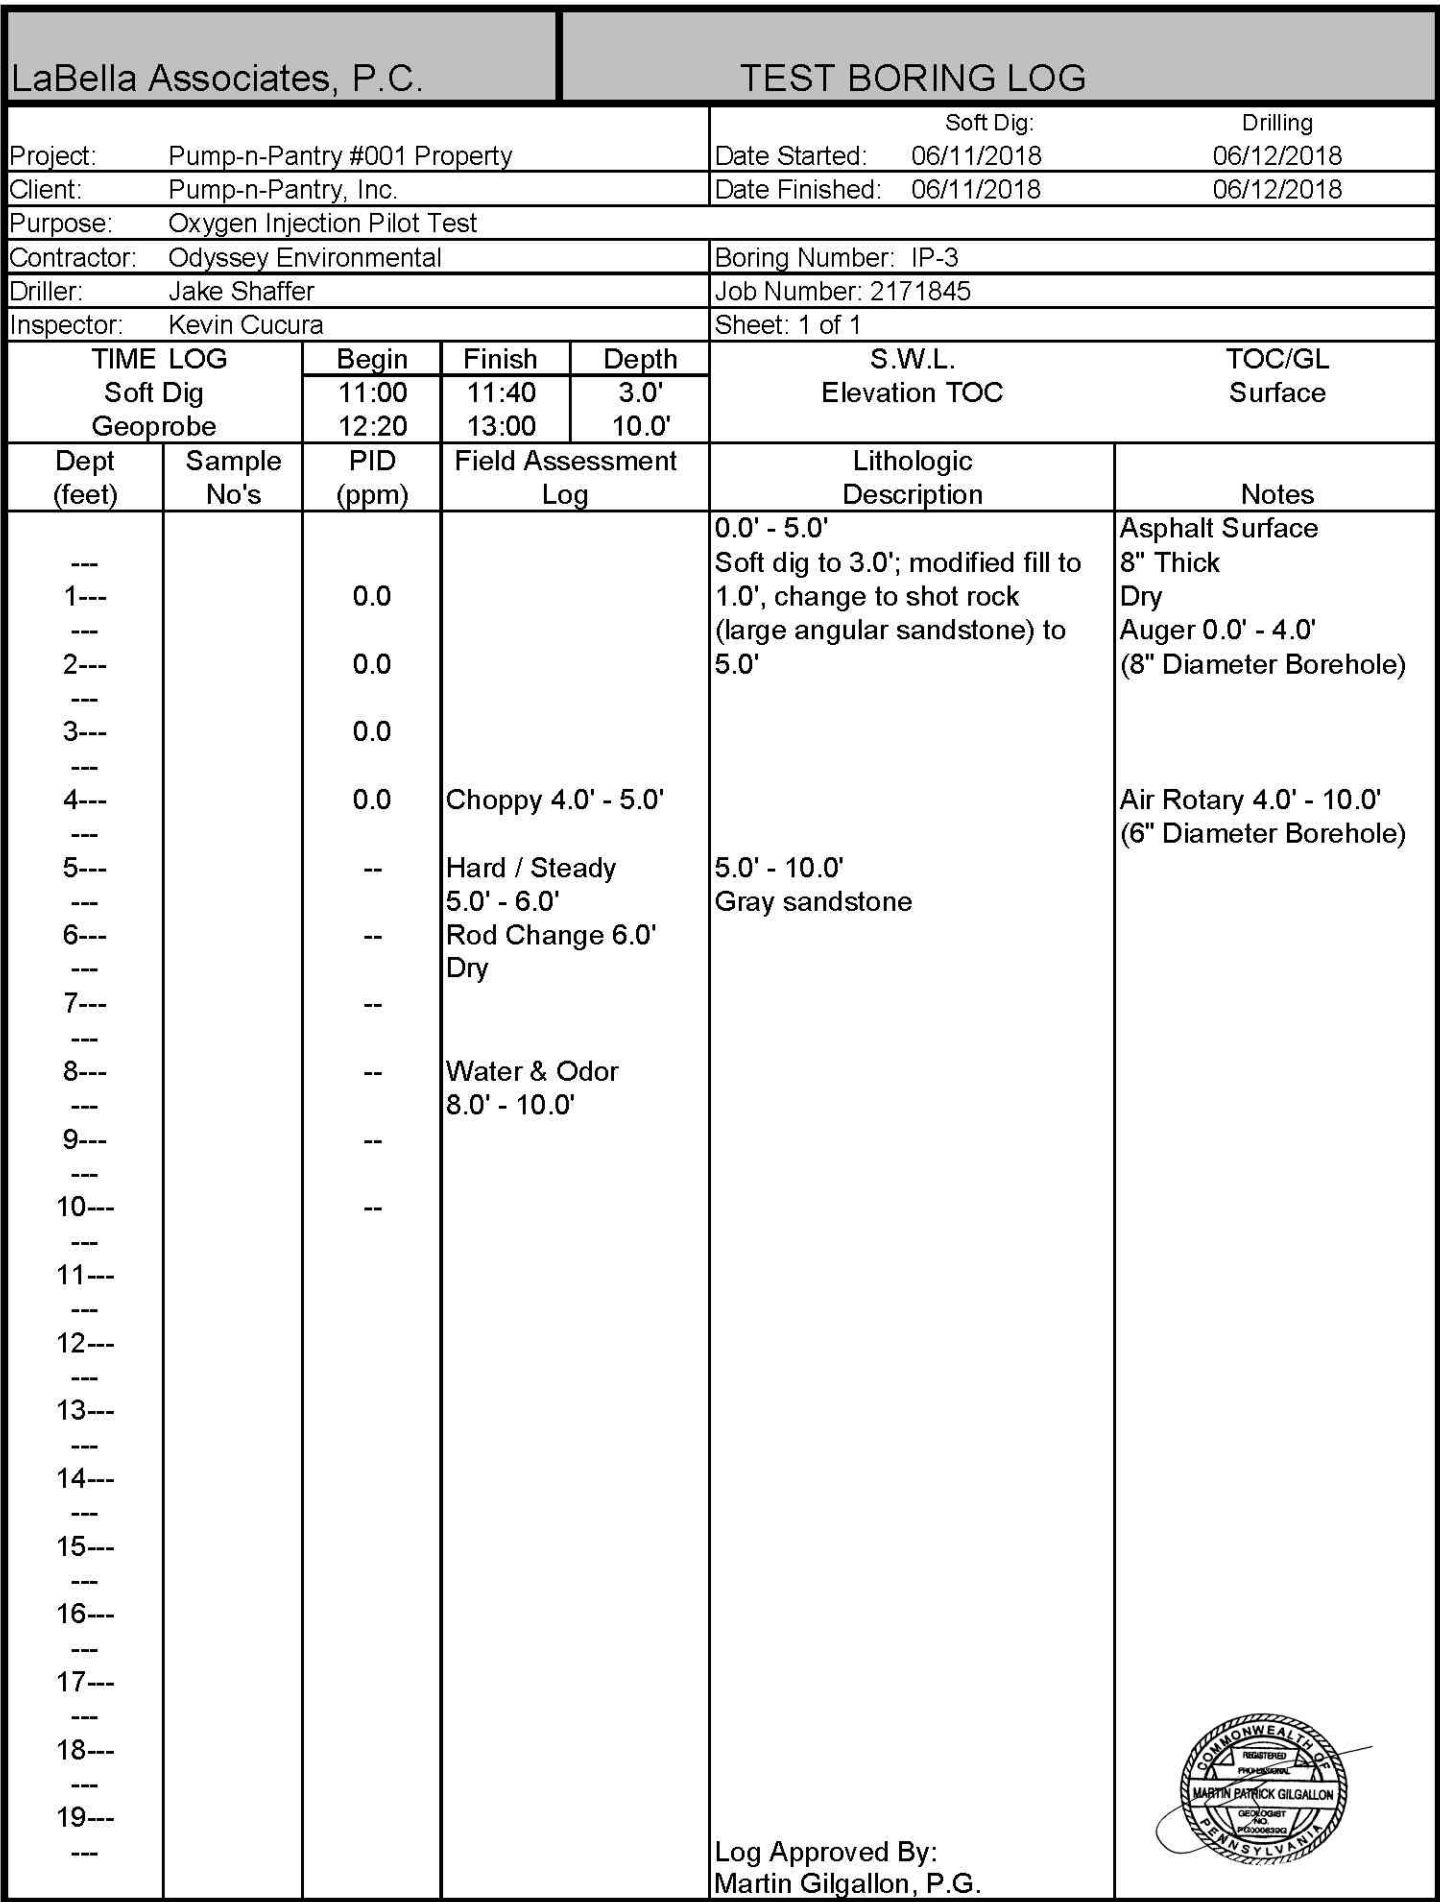 LaBella Associates, P.C. TEST BORING LOG
Soft Dig: Drilling
Project: Pump-n-Pantry #001 Property Date Started: 06/11/2018 06/12/2018
Client: Pump-n-Pantry, Inc. Date Finished: 06/11/2018 06/12/2018
Purpose: Oxygen Injection Pilot Test
Contractor: Odyssey Environmental Boring Number: IP-3
Driller: Jake Shaffer Job Number: 2171845
Inspector: Kevin Cucura Sheet: 1 of 1
TIME LOG Begin Finish Depth S.W.L. TOC/GL
Soft Dig 11:00 11:40 3.0' Elevation TOC Surface
Geoprobe 12:20 13:00 10.0'
Dept Sample PID Field Assessment Lithologic
(feet) No's (ppm) Log Description Notes
0.0' - 5.0' Asphalt Surface
--- Soft dig to 3.0'; modified fill to 8" Thick
1--- 0.0 1.0', change to shot rock Dry
--- (large angular sandstone) to Auger 0.0' - 4.0'
2--- 0.0 5.0' (8" Diameter Borehole)
---
3--- 0.0
---
4--- 0.0 Choppy 4.0' - 5.0' Air Rotary 4.0' - 10.0'
--- (6" Diameter Borehole)
5--- -- Hard / Steady 5.0' - 10.0'
--- 5.0' - 6.0' Gray sandstone
6--- -- Rod Change 6.0'
--- Dry
7--- --
---
8--- -- Water & Odor
--- 8.0' - 10.0'
9--- --
---
10--- --
---
11---
---
12---
---
13---
---
14---
---
15---
---
16---
---
17---
---
18---
---
19---
---
COMMONWEALTH OF
REGISTERED
PROFESSIONAL
MARTIN PATRICK GILGALLON
GEOLOGIST
NO.
PENNSYLVANIA
Log Approved By:
Martin Gilgallon, P.G.